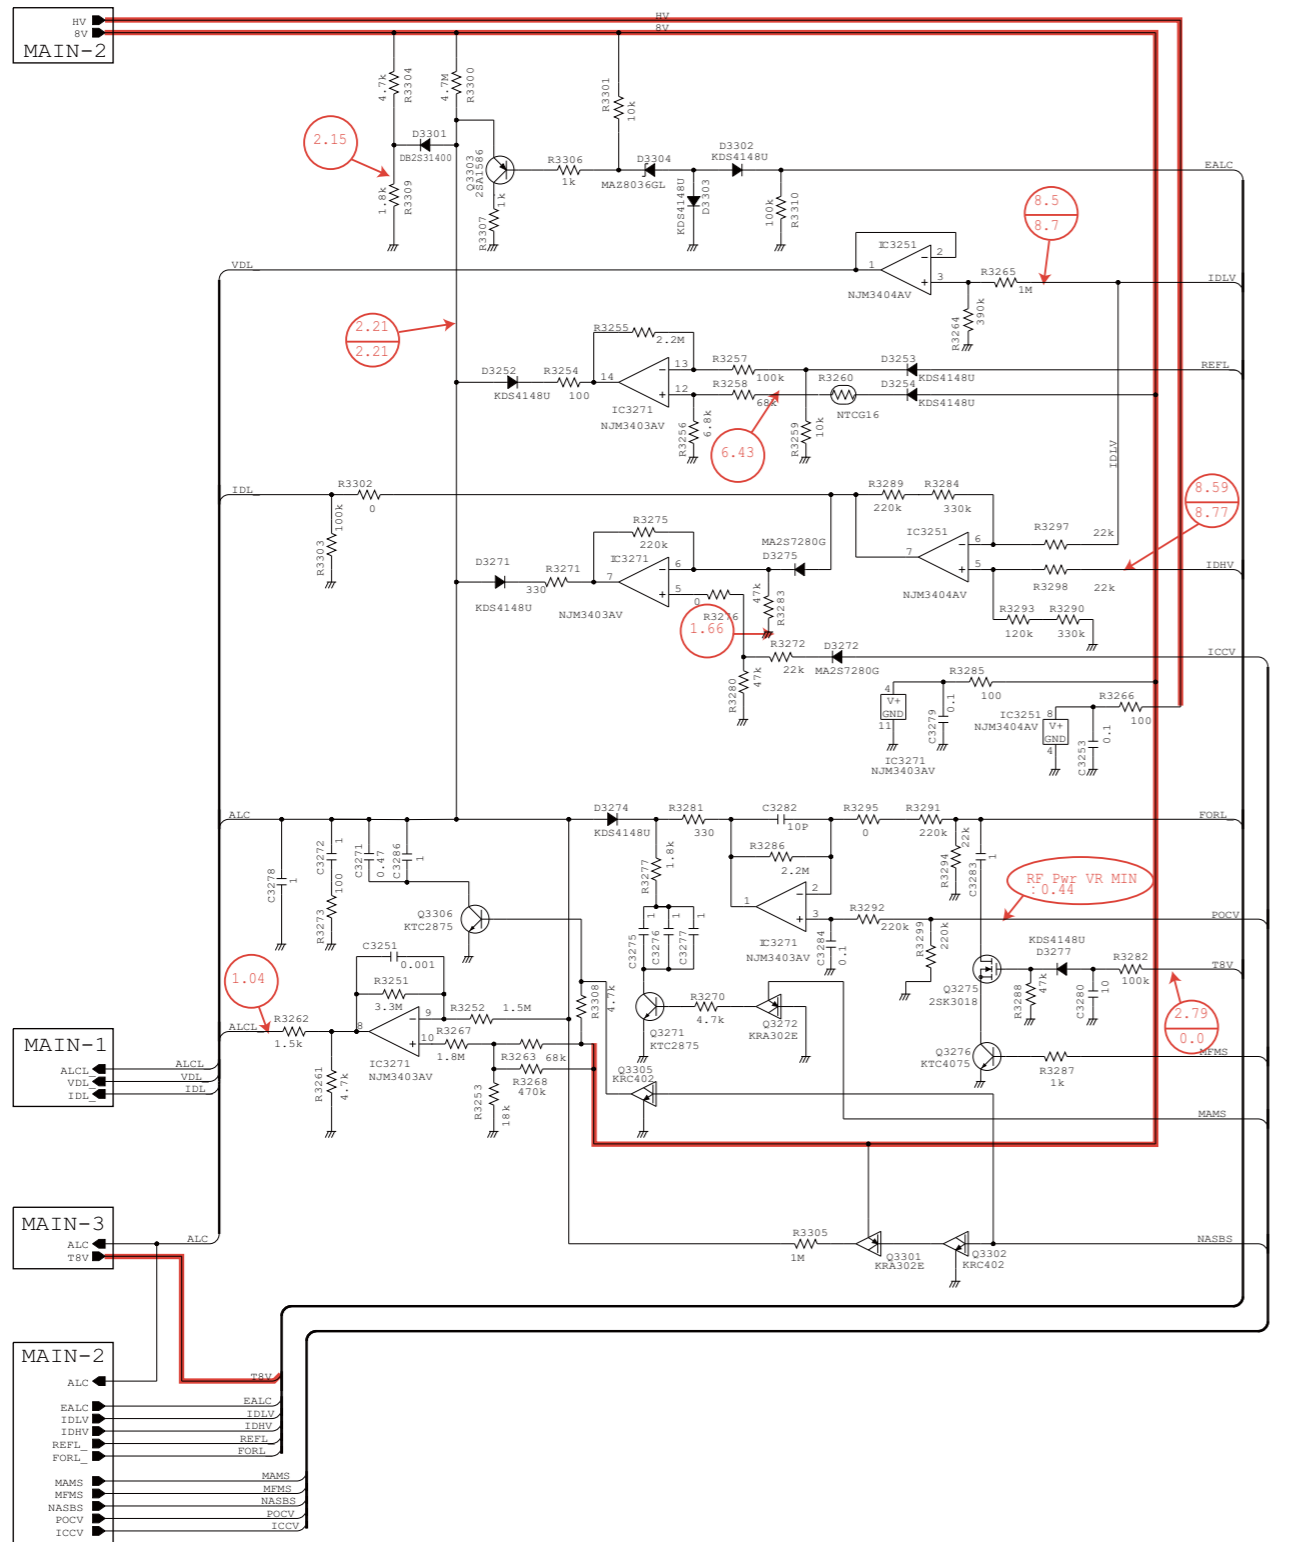 HV
8V
MAIN-2
HV
8V
4.7k
R3304
4.7M
R3300
R3301
10k
2.15
D3301
DB2S31400
Q3303
2SA1586
R3306
1k
D3304
MAZ8036GL
D3302
KDS4148U
KDS4148U
D3303
100k
R3310
EALC
1.8k
R3309
1k
R3307
8.5
8.7
VDL
IC3251
1
2
3
NJM3404AV
R3265
1M
R3264
390k
IDLV
2.21
2.21
R3255
2.2M
D3252
KDS4148U
R3254
100
14
13
12
IC3271
NJM3403AV
R3257
100k
R3258
68k
R3256
6.8k
R3260
NTCG16
R3259
10k
D3253
KDS4148U
D3254
KDS4148U
REFL
6.43
IDLV
IDL
R3302
0
R3303
100k
R3275
220k
IC3271
D3271
KDS4148U
R3271
330
7
6
5
NJM3403AV
0
R3276
MA2S7280G
D3275
47k
R3283
1.66
R3289
220k
R3284
330k
IC3251
7
6
5
NJM3404AV
R3297
22k
R3298
22k
R3293
120k
R3290
330k
8.59
8.77
IDHV
R3272
22k
D3272
MA2S7280G
ICCV
R3280
47k
4
V+
GND
11
C3279
0.1
R3285
100
IC3271
NJM3403AV
IC3251
NJM3404AV
8
V+
GND
4
C3253
0.1
R3266
100
ALC
C3278
1
C3272
1
R3273
100
C3271
0.47
C3286
1
D3274
KDS4148U
R3281
330
C3282
10P
R3295
0
R3291
220k
FORL
R3277
1.8k
R3286
2.2M
1
2
3
IC3271
NJM3403AV
R3294
22k
C3283
1
RF Pwr VR MIN
:0.44
Q3306
KTC2875
C3275
1
C3276
1
C3277
1
R3292
220k
C3284
0.1
R3299
220k
POCV
1.04
C3251
0.001
R3251
3.3M
R3252
1.5M
ALCL
R3262
1.5k
8
9
10
IC3271
NJM3403AV
R3267
1.8M
R3263
68k
R3268
470k
R3261
4.7k
R3253
18k
R3308
4.7k
Q3271
KTC2875
R3270
4.7k
Q3272
KRA302E
Q3305
KRC402
KDS4148U
D3277
R3282
100k
T8V
Q3275
2SK3018
R3288
47k
C3280
10
2.79
0.0
Q3276
KTC4075
R3287
1k
MFMS
MAMS
MAIN-1
ALCL
VDL
IDL
ALCL
VDL
IDL
R3305
1M
Q3301
KRA302E
Q3302
KRC402
NASBS
MAIN-3
ALC
T8V
ALC
MAIN-2
ALC
EALC
IDLV
IDHV
REFL
FORL
MAMS
MFMS
NASBS
POCV
ICCV
T8V
EALC
IDLV
IDHV
REFL
FORL
MAMS
MFMS
NASBS
POCV
ICCV